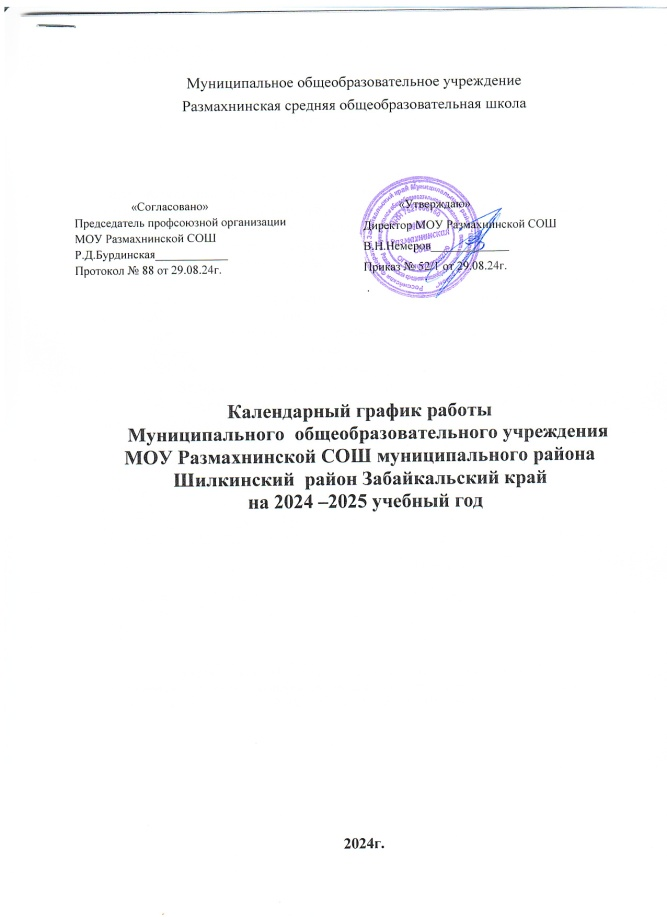 Муниципальное общеобразовательное учреждение
Размахнинская средняя общеобразовательная школа
«Согласовано»
Председатель профсоюзной организации
МОУ Размахнинской СОШ
Р.Д.Бурдинская____________
Протокол № 88 от 29.08.24г.
«Утверждаю»
Директор МОУ Размахнинской СОШ
В.Н.Немеров_____________
Приказ № 52/1 от 29.08.24г.
Календарный график работы
Муниципального общеобразовательного учреждения
МОУ Размахнинской СОШ муниципального района
Шилкинский район Забайкальский край
на 2024 –2025 учебный год
2024г.